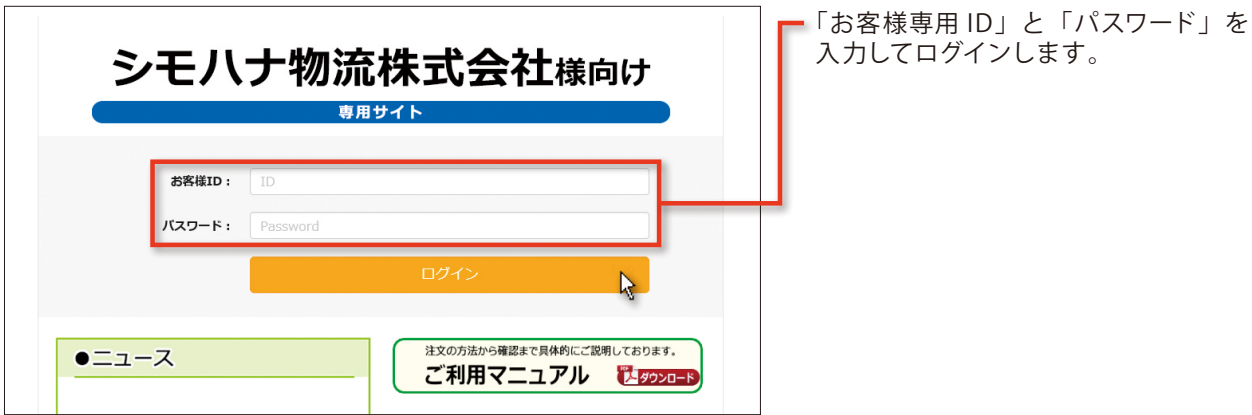 シモハナ物流株式会社様向け
専用サイト
お客様ID：
ID
パスワード：
Password
ログイン
●ニュース
注文の方法から確認まで具体的にご説明しております。
ご利用マニュアル
PDF
ダウンロード
「お客様専用 ID」と「パスワード」を
入力してログインします。